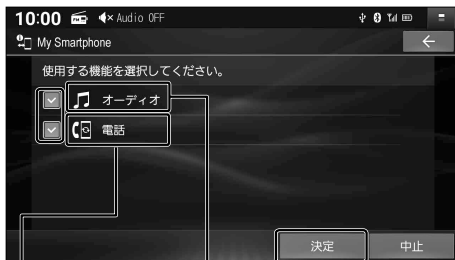 10:00 Audio OFF
My Smartphone
使用する機能を選択してください。
オーディオ
電話
決定 中止